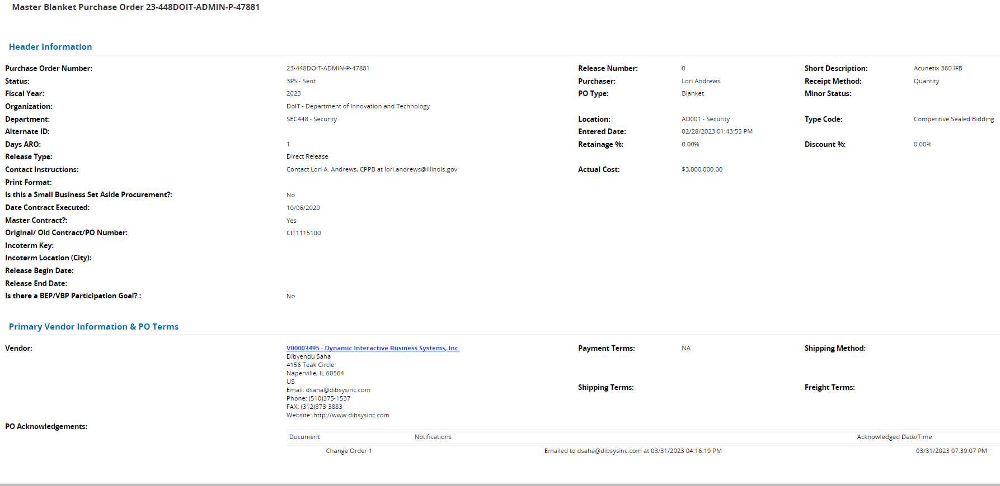 Master Blanket Purchase Order 23-448DOIT-ADMIN-P-47881
Header Information
Purchase Order Number: 23-448DOIT-ADMIN-P-47881 Release Number: 0 Short Description: Acunetix 360 IFB
Status: 3PS - Sent Purchaser: Lori Andrews Receipt Method: Quantity
Fiscal Year: 2023 PO Type: Blanket Minor Status:
Organization: DoIT - Department of Innovation and Technology
Department: SEC448 - Security Location: AD001 - Security Type Code: Competitive Sealed Bidding
Alternate ID: Entered Date: 02/28/2023 01:43:55 PM
Days ARO: 1 Retainage %: 0.00% Discount %: 0.00%
Release Type: Direct Release
Contact Instructions: Contact Lori A. Andrews, CPPB at lori.andrews@illinois.gov Actual Cost: $3,000,000.00
Print Format:
Is this a Small Business Set Aside Procurement?: No
Date Contract Executed: 10/06/2020
Master Contract?: Yes
Original/ Old Contract/PO Number: CIT1115100
Incoterm Key:
Incoterm Location (City):
Release Begin Date:
Release End Date:
Is there a BEP/VBP Participation Goal? : No
Primary Vendor Information & PO Terms
Vendor: V00003495 - Dynamic Interactive Business Systems, Inc. Payment Terms: NA Shipping Method:
Dibyendu Saha
4156 Teak Circle
Naperville, IL 60564
US
Shipping Terms: Freight Terms:
Email: dsaha@dibsysinc.com
Phone: (510)375-1537
FAX: (312)873-3883
Website: http://www.dibsysinc.com
PO Acknowledgements:
Document Notifications Acknowledged Date/Time
Change Order 1 Emailed to dsaha@dibsysinc.com at 03/31/2023 04:16:19 PM 03/31/2023 07:39:07 PM